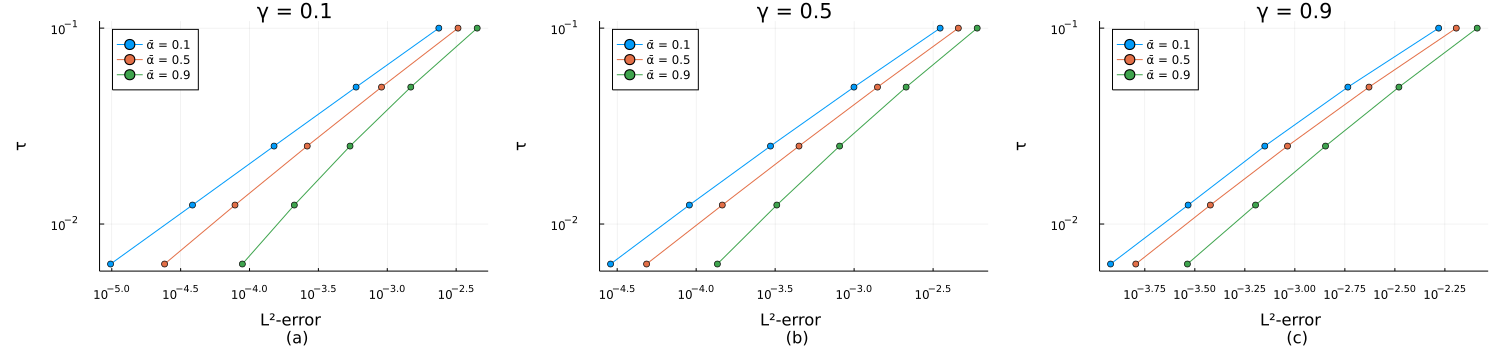 γ = 0.1
10⁻¹
10⁻²
τ
ᾱ = 0.1
ᾱ = 0.5
ᾱ = 0.9
10⁻⁵·⁰ 10⁻⁴·⁵ 10⁻⁴·⁰ 10⁻³·⁵ 10⁻³·⁰ 10⁻²·⁵
L²-error
(a)
γ = 0.5
10⁻¹
10⁻²
τ
ᾱ = 0.1
ᾱ = 0.5
ᾱ = 0.9
10⁻⁴·⁵ 10⁻⁴·⁰ 10⁻³·⁵ 10⁻³·⁰ 10⁻²·⁵
L²-error
(b)
γ = 0.9
10⁻¹
10⁻²
τ
ᾱ = 0.1
ᾱ = 0.5
ᾱ = 0.9
10⁻³·⁷⁵ 10⁻³·⁵⁰ 10⁻³·²⁵ 10⁻³·⁰⁰ 10⁻²·⁷⁵ 10⁻²·⁵⁰ 10⁻²·²⁵
L²-error
(c)